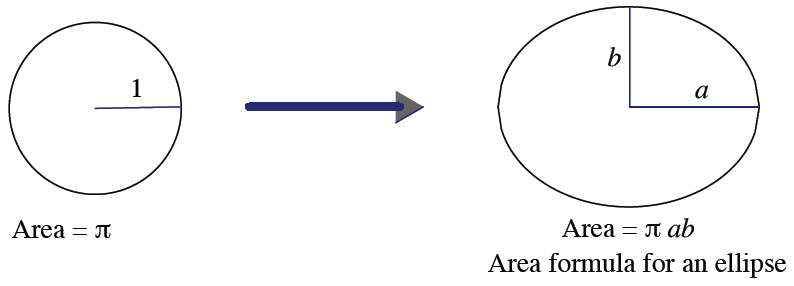 1
Area = π
b
a
Area = π ab
Area formula for an ellipse